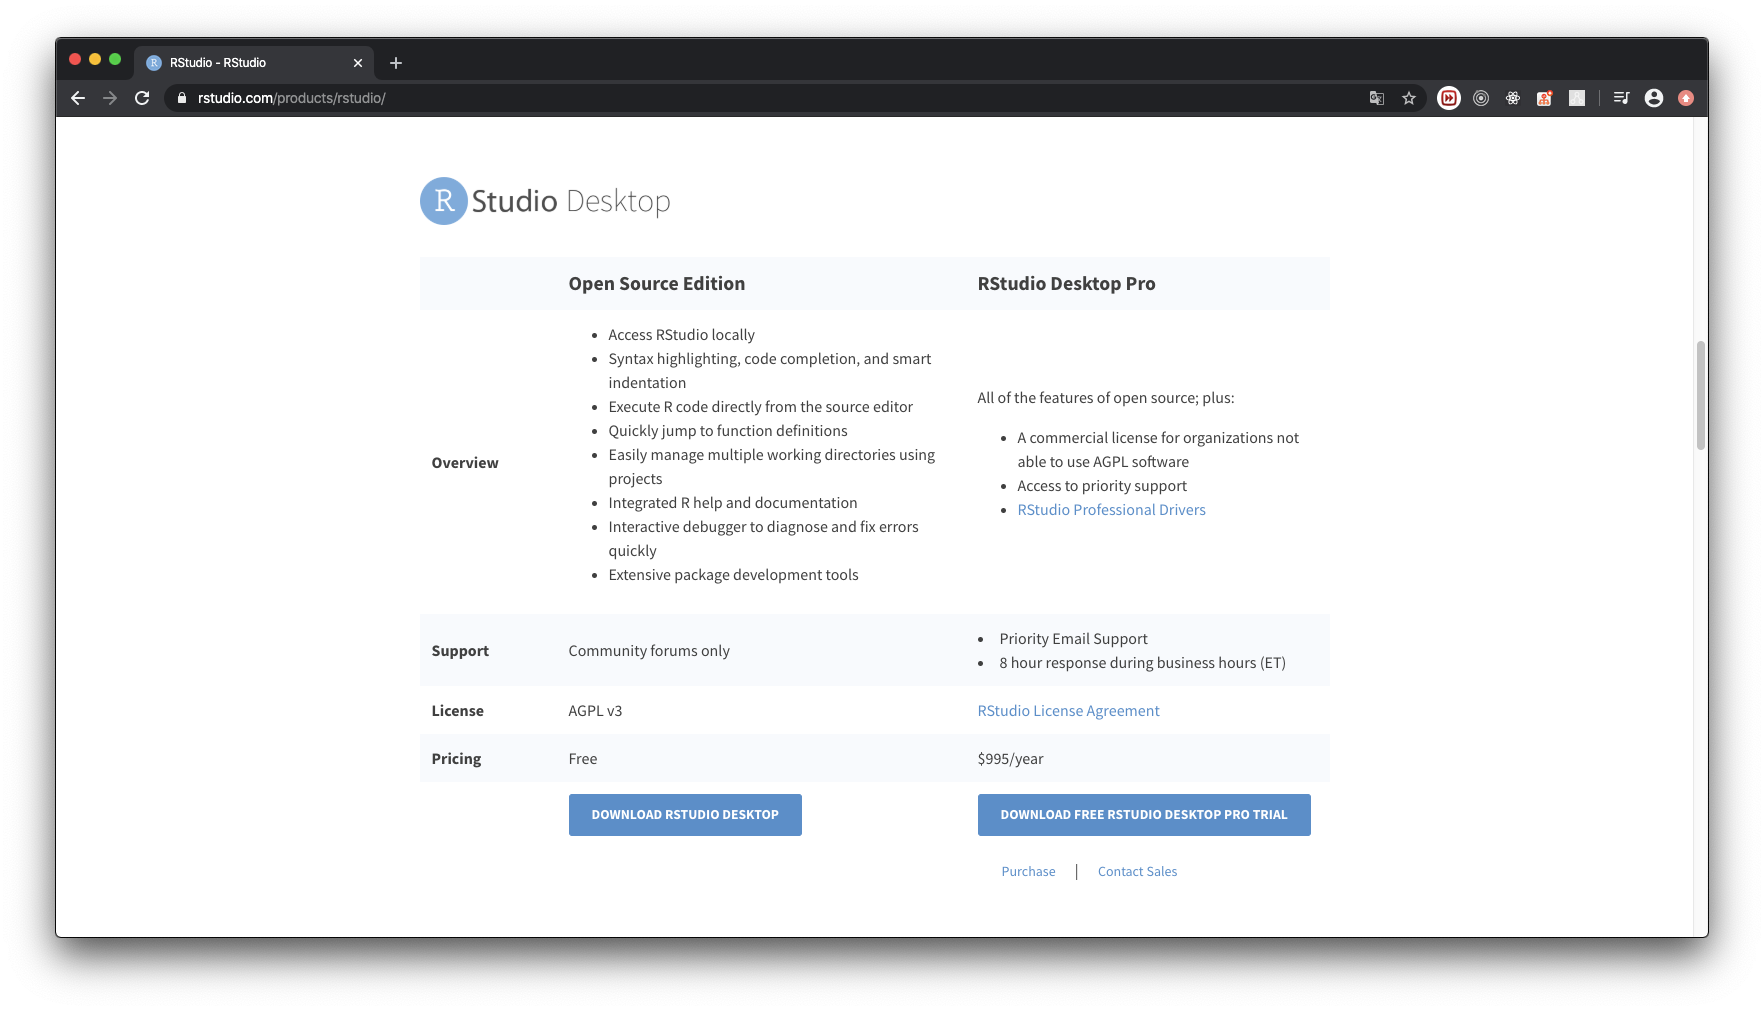 RStudio - RStudio
rstudio.com/products/rstudio/
R Studio Desktop
Open Source Edition
RStudio Desktop Pro
Overview
Access RStudio locally
Syntax highlighting, code completion, and smart
indentation
Execute R code directly from the source editor
Quickly jump to function definitions
Easily manage multiple working directories using
projects
Integrated R help and documentation
Interactive debugger to diagnose and fix errors
quickly
Extensive package development tools
All of the features of open source; plus:
A commercial license for organizations not
able to use AGPL software
Access to priority support
RStudio Professional Drivers
Support
Community forums only
Priority Email Support
8 hour response during business hours (ET)
License
AGPL v3
RStudio License Agreement
Pricing
Free
$995/year
DOWNLOAD RSTUDIO DESKTOP
DOWNLOAD FREE RSTUDIO DESKTOP PRO TRIAL
Purchase | Contact Sales